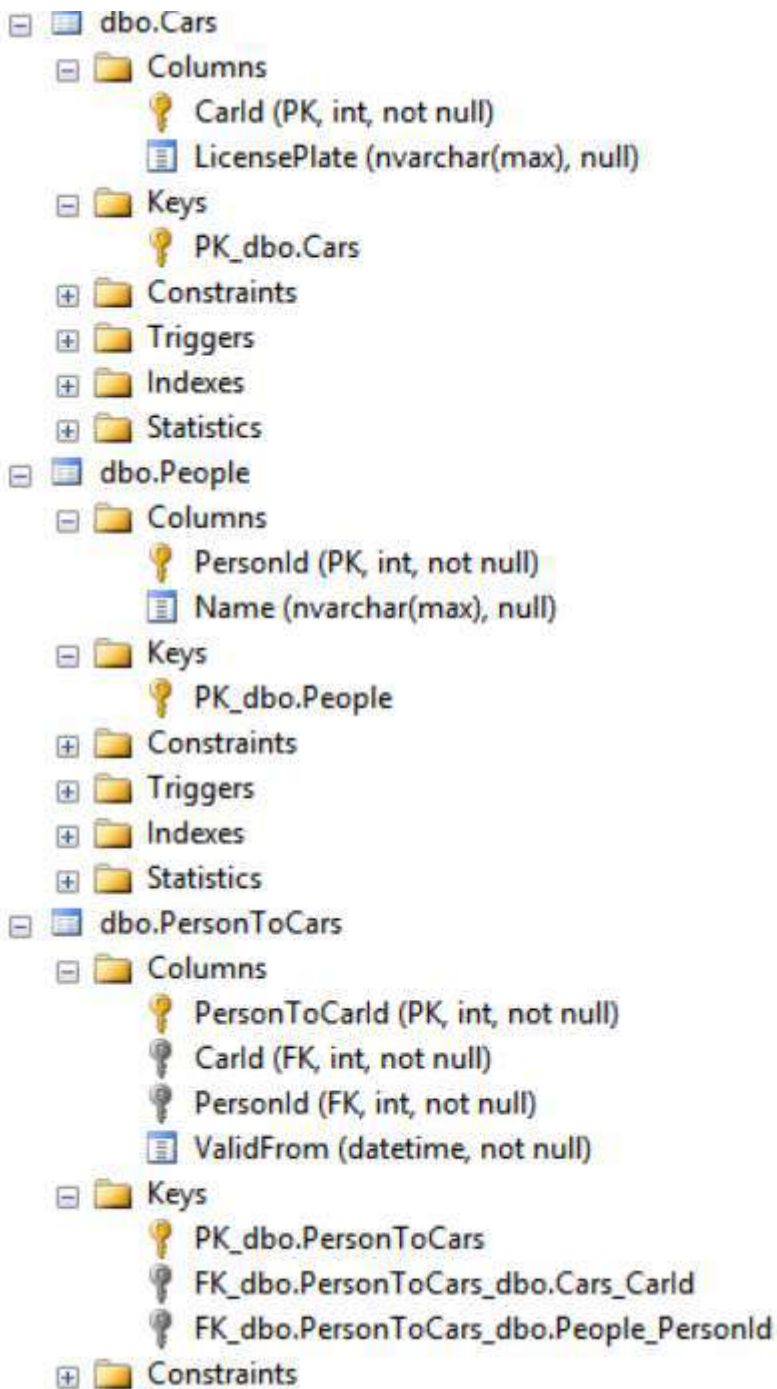 dbo.Cars
Columns
CarId (PK, int, not null)
LicensePlate (nvarchar(max), null)
Keys
PK_dbo.Cars
Constraints
Triggers
Indexes
Statistics
dbo.People
Columns
PersonId (PK, int, not null)
Name (nvarchar(max), null)
Keys
PK_dbo.People
Constraints
Triggers
Indexes
Statistics
dbo.PersonToCars
Columns
PersonToCarId (PK, int, not null)
CarId (FK, int, not null)
PersonId (FK, int, not null)
ValidFrom (datetime, not null)
Keys
PK_dbo.PersonToCars
FK_dbo.PersonToCars_dbo.Cars_CarId
FK_dbo.PersonToCars_dbo.People_PersonId
Constraints